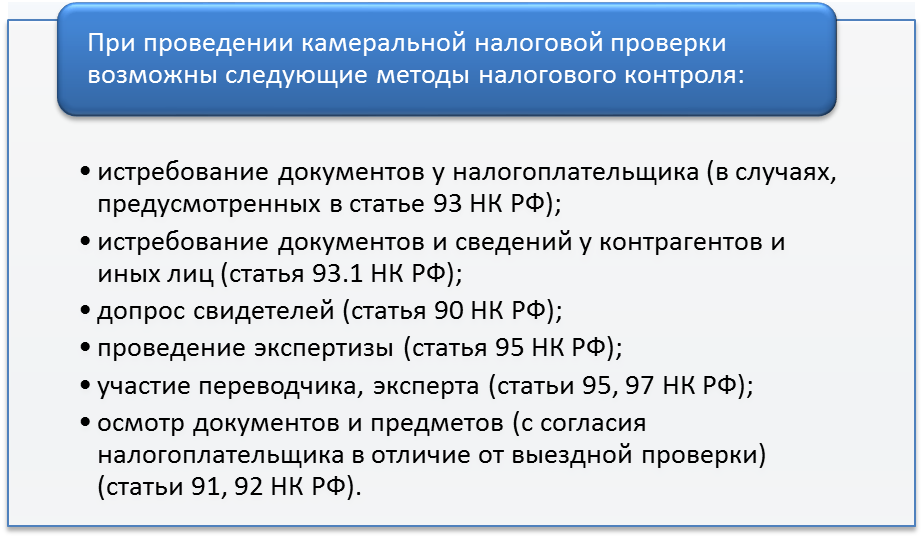 При проведении камеральной налоговой проверки
возможны следующие методы налогового контроля:
• истребование документов у налогоплательщика (в случаях,
предусмотренных в статье 93 НК РФ);
• истребование документов и сведений у контрагентов и
иных лиц (статья 93.1 НК РФ);
• допрос свидетелей (статья 90 НК РФ);
• проведение экспертизы (статья 95 НК РФ);
• участие переводчика, эксперта (статьи 95, 97 НК РФ);
• осмотр документов и предметов (с согласия
налогоплательщика в отличие от выездной проверки)
(статьи 91, 92 НК РФ).